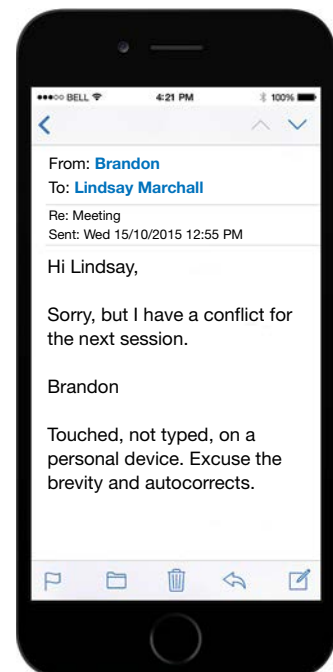 ●●●○○ BELL 4:21 PM 100%
From: Brandon
To: Lindsay Marchall
Re: Meeting
Sent: Wed 15/10/2015 12:55 PM
Hi Lindsay,
Sorry, but I have a conflict for
the next session.
Brandon
Touched, not typed, on a
personal device. Excuse the
brevity and autocorrects.